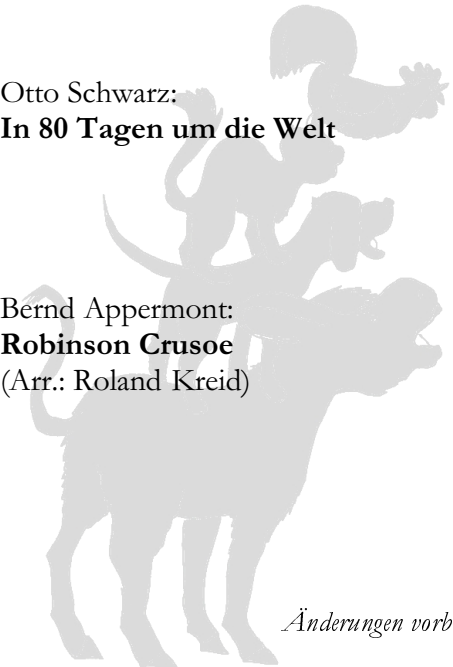 Otto Schwarz:
In 80 Tagen um die Welt
Bernd Appermont:
Robinson Crusoe
(Arr.: Roland Kreid)
Änderungen vorb